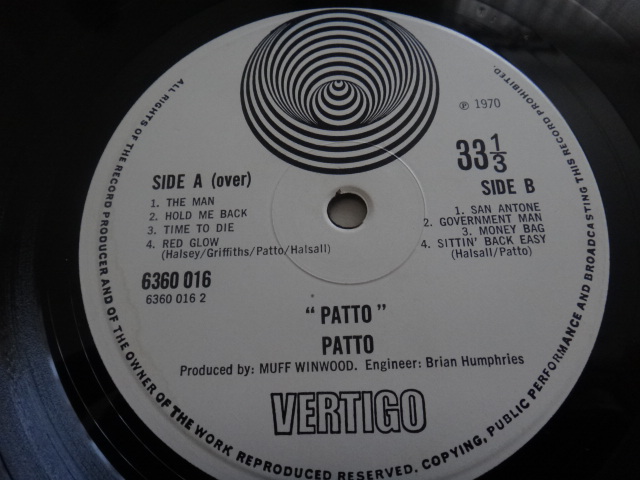 ℗ 1970
33 1/3
SIDE A (over)
1. THE MAN
2. HOLD ME BACK
3. TIME TO DIE
4. RED GLOW
(Halsey/Griffiths/Patto/Halsall)
SIDE B
1. SAN ANTONE
2. GOVERNMENT MAN
3. MONEY BAG
4. SITTIN' BACK EASY
(Halsall/Patto)
6360 016
6360 016 2
"PATTO"
PATTO
Produced by: MUFF WINWOOD. Engineer: Brian Humphries
VERTIGO
ALL RIGHTS OF THE RECORD PRODUCER AND OF THE OWNER OF THE WORK REPRODUCED RESERVED. COPYING, PUBLIC PERFORMANCE AND BROADCASTING THIS RECORD PROHIBITED.